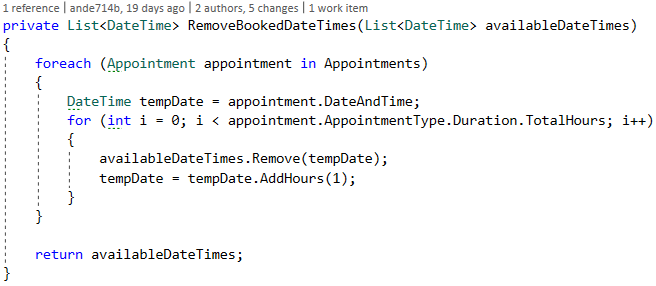 1 reference | ande714b, 19 days ago | 2 authors, 5 changes | 1 work item
private List<DateTime> RemoveBookedDateTimes(List<DateTime> availableDateTimes)
{
    foreach (Appointment appointment in Appointments)
    {
        DateTime tempDate = appointment.DateAndTime;
        for (int i = 0; i < appointment.AppointmentType.Duration.TotalHours; i++)
        {
            availableDateTimes.Remove(tempDate);
            tempDate = tempDate.AddHours(1);
        }
    }

    return availableDateTimes;
}